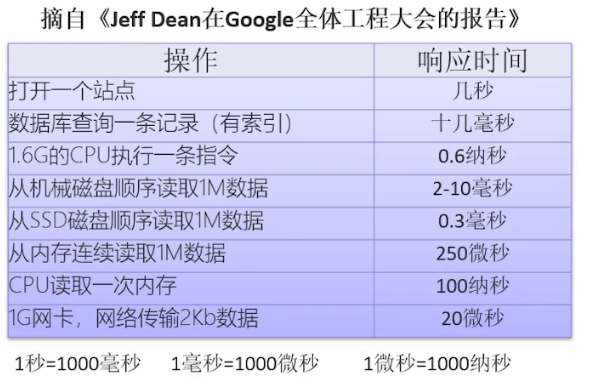 摘自《Jeff Dean在Google全体工程大会的报告》
操作 响应时间
打开一个站点 几秒
数据库查询一条记录（有索引） 十几毫秒
1.6G的CPU执行一条指令 0.6纳秒
从机械磁盘顺序读取1M数据 2-10毫秒
从SSD磁盘顺序读取1M数据 0.3毫秒
从内存连续读取1M数据 250微秒
CPU读取一次内存 100纳秒
1G网卡，网络传输2Kb数据 20微秒
1秒=1000毫秒 1毫秒=1000微秒 1微秒=1000纳秒